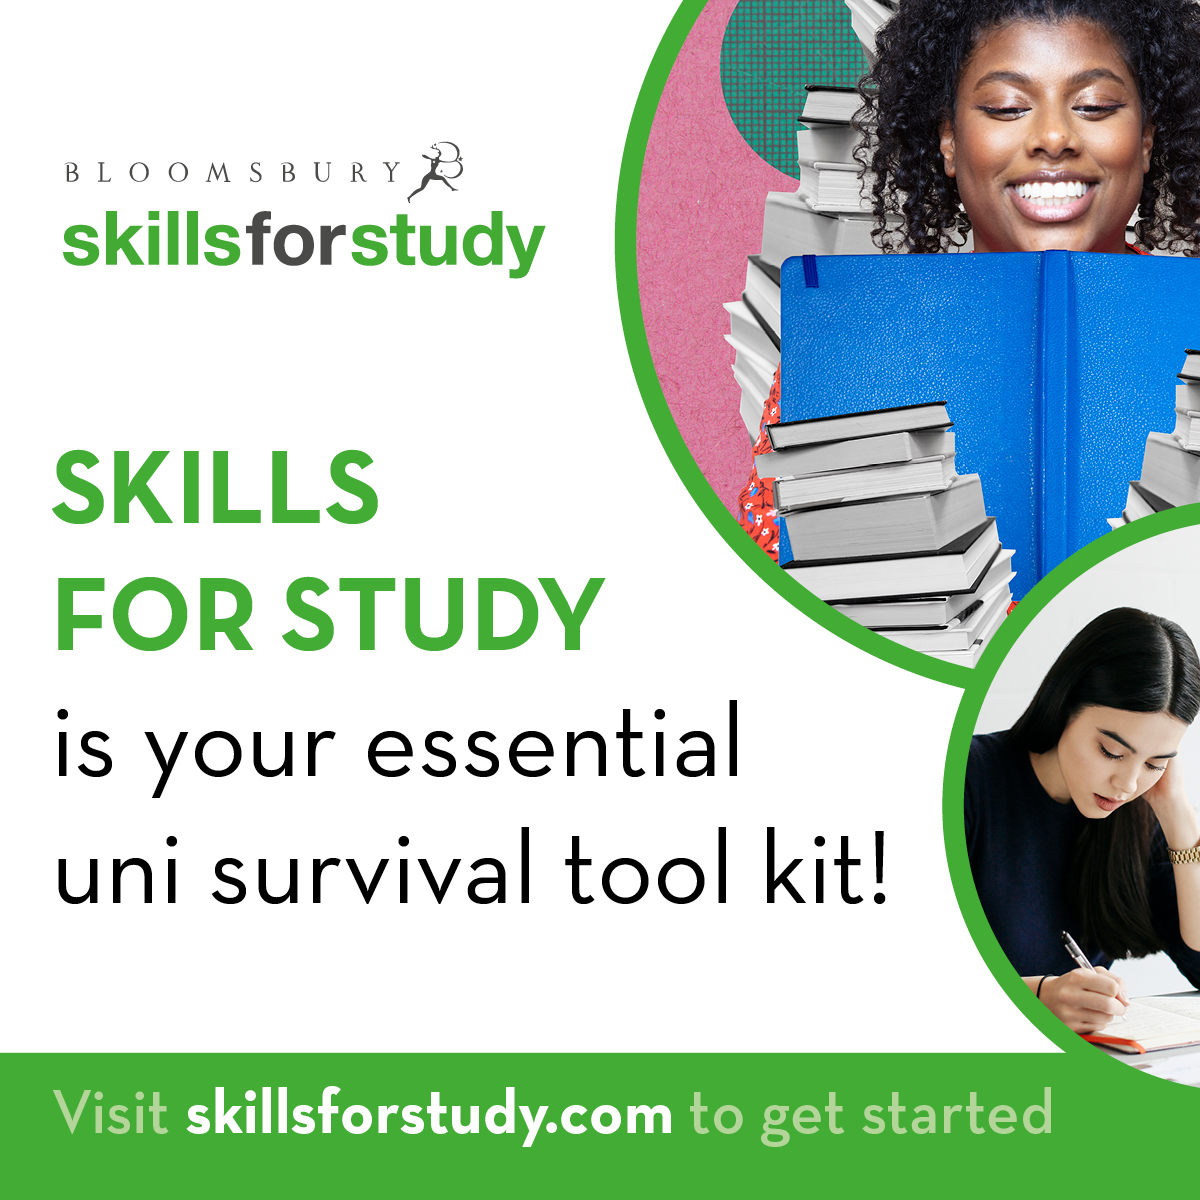 BLOOMSBURY
skillsforstudy
SKILLS
FOR STUDY
is your essential
uni survival tool kit!
Visit skillsforstudy.com to get started